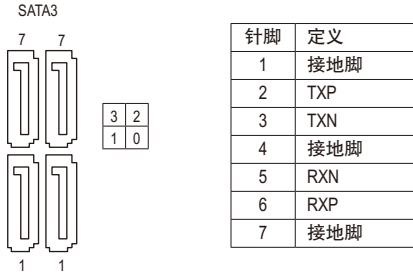 SATA3
7 7
3 2
1 0
1 1
针脚 定义
1 接地脚
2 TXP
3 TXN
4 接地脚
5 RXN
6 RXP
7 接地脚